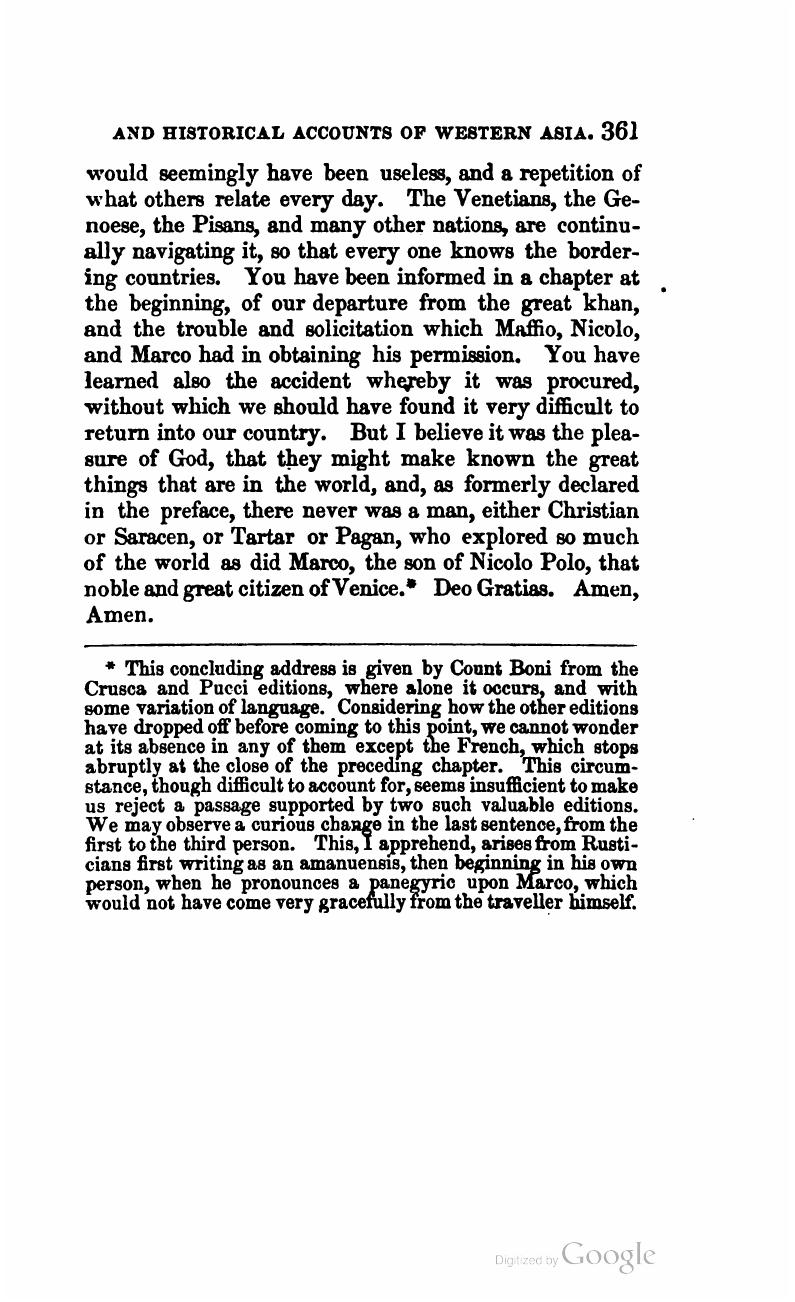 AND HISTORICAL ACCOUNTS OF WESTERN ASIA. 361
would seemingly have been useless, and a repetition of
what others relate every day. The Venetians, the Ge-
noese, the Pisans, and many other nations, are continu-
ally navigating it, so that every one knows the border-
ing countries. You have been informed in a chapter at
the beginning, of our departure from the great khan,
and the trouble and solicitation which Maffio, Nicolo,
and Marco had in obtaining his permission. You have
learned also the accident whereby it was procured,
without which we should have found it very difficult to
return into our country. But I believe it was the plea-
sure of God, that they might make known the great
things that are in the world, and, as formerly declared
in the preface, there never was a man, either Christian
or Saracen, or Tartar or Pagan, who explored so much
of the world as did Marco, the son of Nicolo Polo, that
noble and great citizen of Venice.* Deo Gratias. Amen,
Amen.
* This concluding address is given by Count Boni from the
Crusca and Pucci editions, where alone it occurs, and with
some variation of language. Considering how the other editions
have dropped off before coming to this point, we cannot wonder
at its absence in any of them except the French, which stops
abruptly at the close of the preceding chapter. This circum-
stance, though difficult to account for, seems insufficient to make
us reject a passage supported by two such valuable editions.
We may observe a curious change in the last sentence, from the
first to the third person. This, I apprehend, arises from Rusti-
cians first writing as an amanuensis, then beginning in his own
person, when he pronounces a panegyric upon Marco, which
would not have come very gracefully from the traveller himself.
Digitized by Google